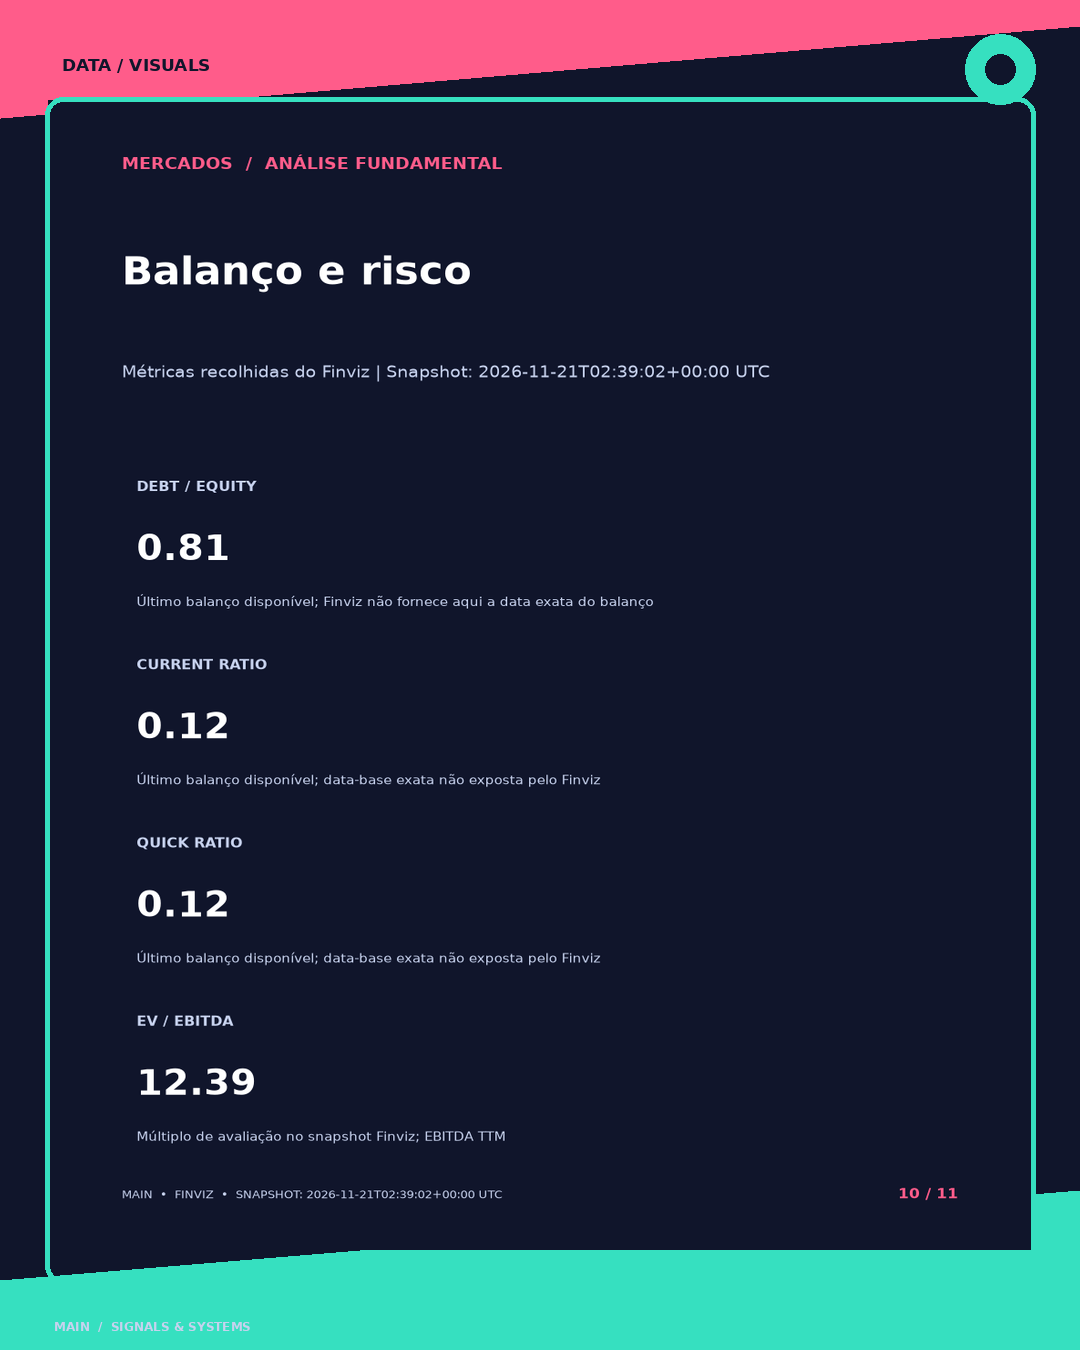 DATA / VISUALS
MERCADOS / ANÁLISE FUNDAMENTAL
Balanço e risco
Métricas recolhidas do Finviz | Snapshot: 2026-11-21T02:39:02+00:00 UTC
DEBT / EQUITY
0.81
Último balanço disponível; Finviz não fornece aqui a data exata do balanço
CURRENT RATIO
0.12
Último balanço disponível; data-base exata não exposta pelo Finviz
QUICK RATIO
0.12
Último balanço disponível; data-base exata não exposta pelo Finviz
EV / EBITDA
12.39
Múltiplo de avaliação no snapshot Finviz; EBITDA TTM
MAIN • FINVIZ • SNAPSHOT: 2026-11-21T02:39:02+00:00 UTC
10 / 11
MAIN / SIGNALS & SYSTEMS